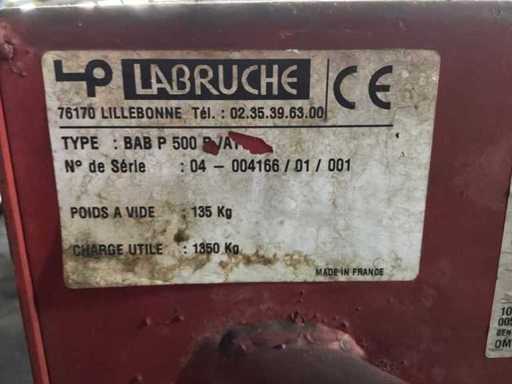 LP LABRUCHE CE
76170 LILLEBONNE Tél. : 02.35.39.63.00
TYPE : BAB P 500
N° de Série : 04 - 004166 / 01 / 001
POIDS A VIDE : 135 Kg
CHARGE UTILE : 1350 Kg
MADE IN FRANCE